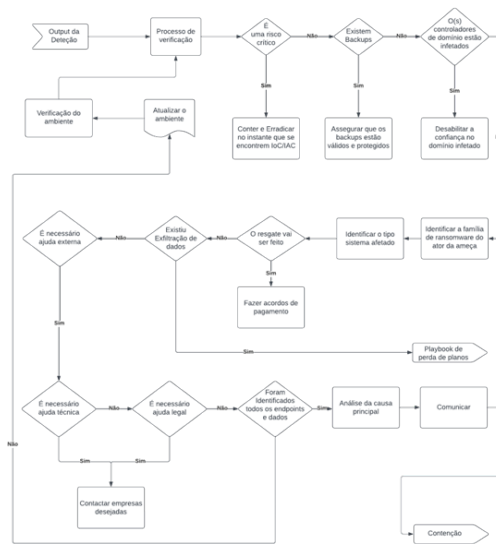 Output da
Deteção
Processo de
verificação
É
uma risco
crítico
Não
Existem
Backups
Não
O(s)
controladores
de domínio estão
infetados
Sim
Sim
Sim
Verificação do
ambiente
Atualizar o
ambiente
Conter e Erradicar
no instante que se
encontrem IoC/IAC
Assegurar que os
backups estão
válidos e protegidos
Desabilitar a
confiança no
domínio infetado
É necessário
ajuda externa
Não
Existiu
Exfiltração de
dados
Não
O resgate vai
ser feito
Identificar o tipo
sistema afetado
Identificar a família
de ransomware do
ator da ameça
Sim
Fazer acordos de
pagamento
Sim
Sim
Playbook de
perda de planos
É necessário
ajuda técnica
Não
É necessário
ajuda legal
Não
Foram
Identificados
todos os endpoints
e dados
Sim
Análise da causa
principal
Comunicar
Não
Sim
Sim
Contactar empresas
desejadas
Contenção